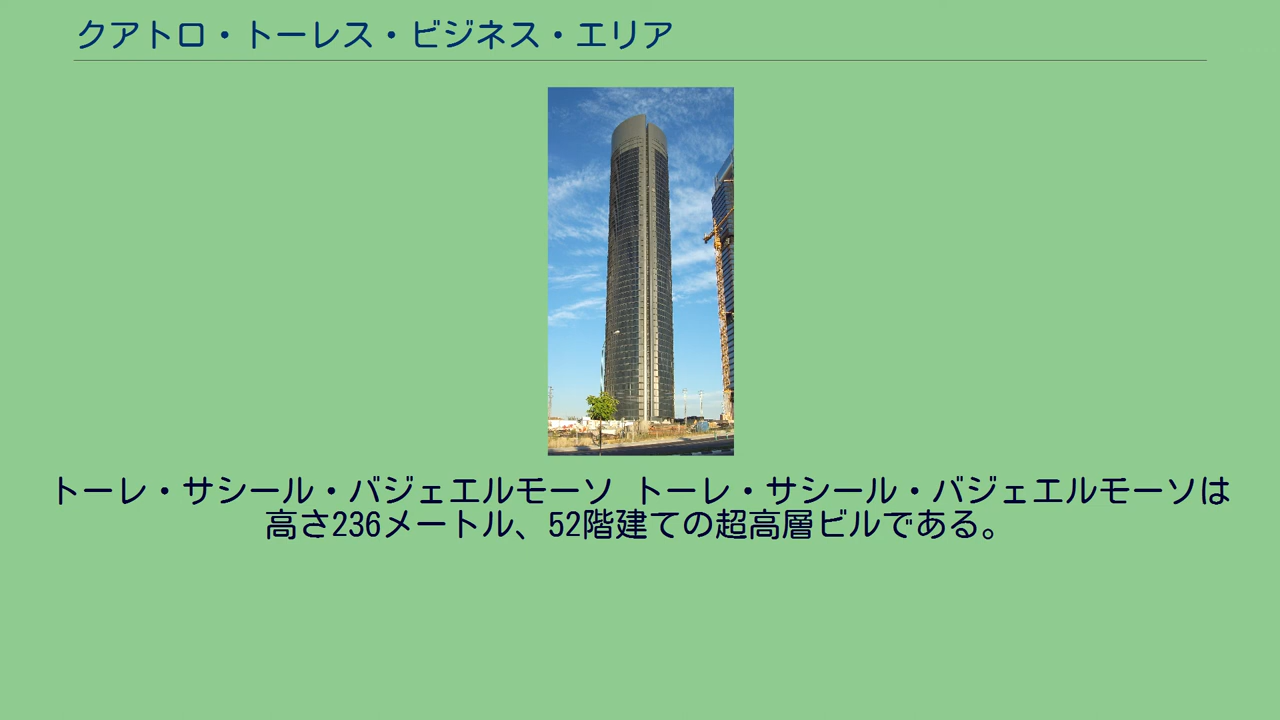 クアトロ・トーレス・ビジネス・エリア
トーレ・サシール・バジェエルモーソ トーレ・サシール・バジェエルモーソは
高さ236メートル、52階建ての超高層ビルである。